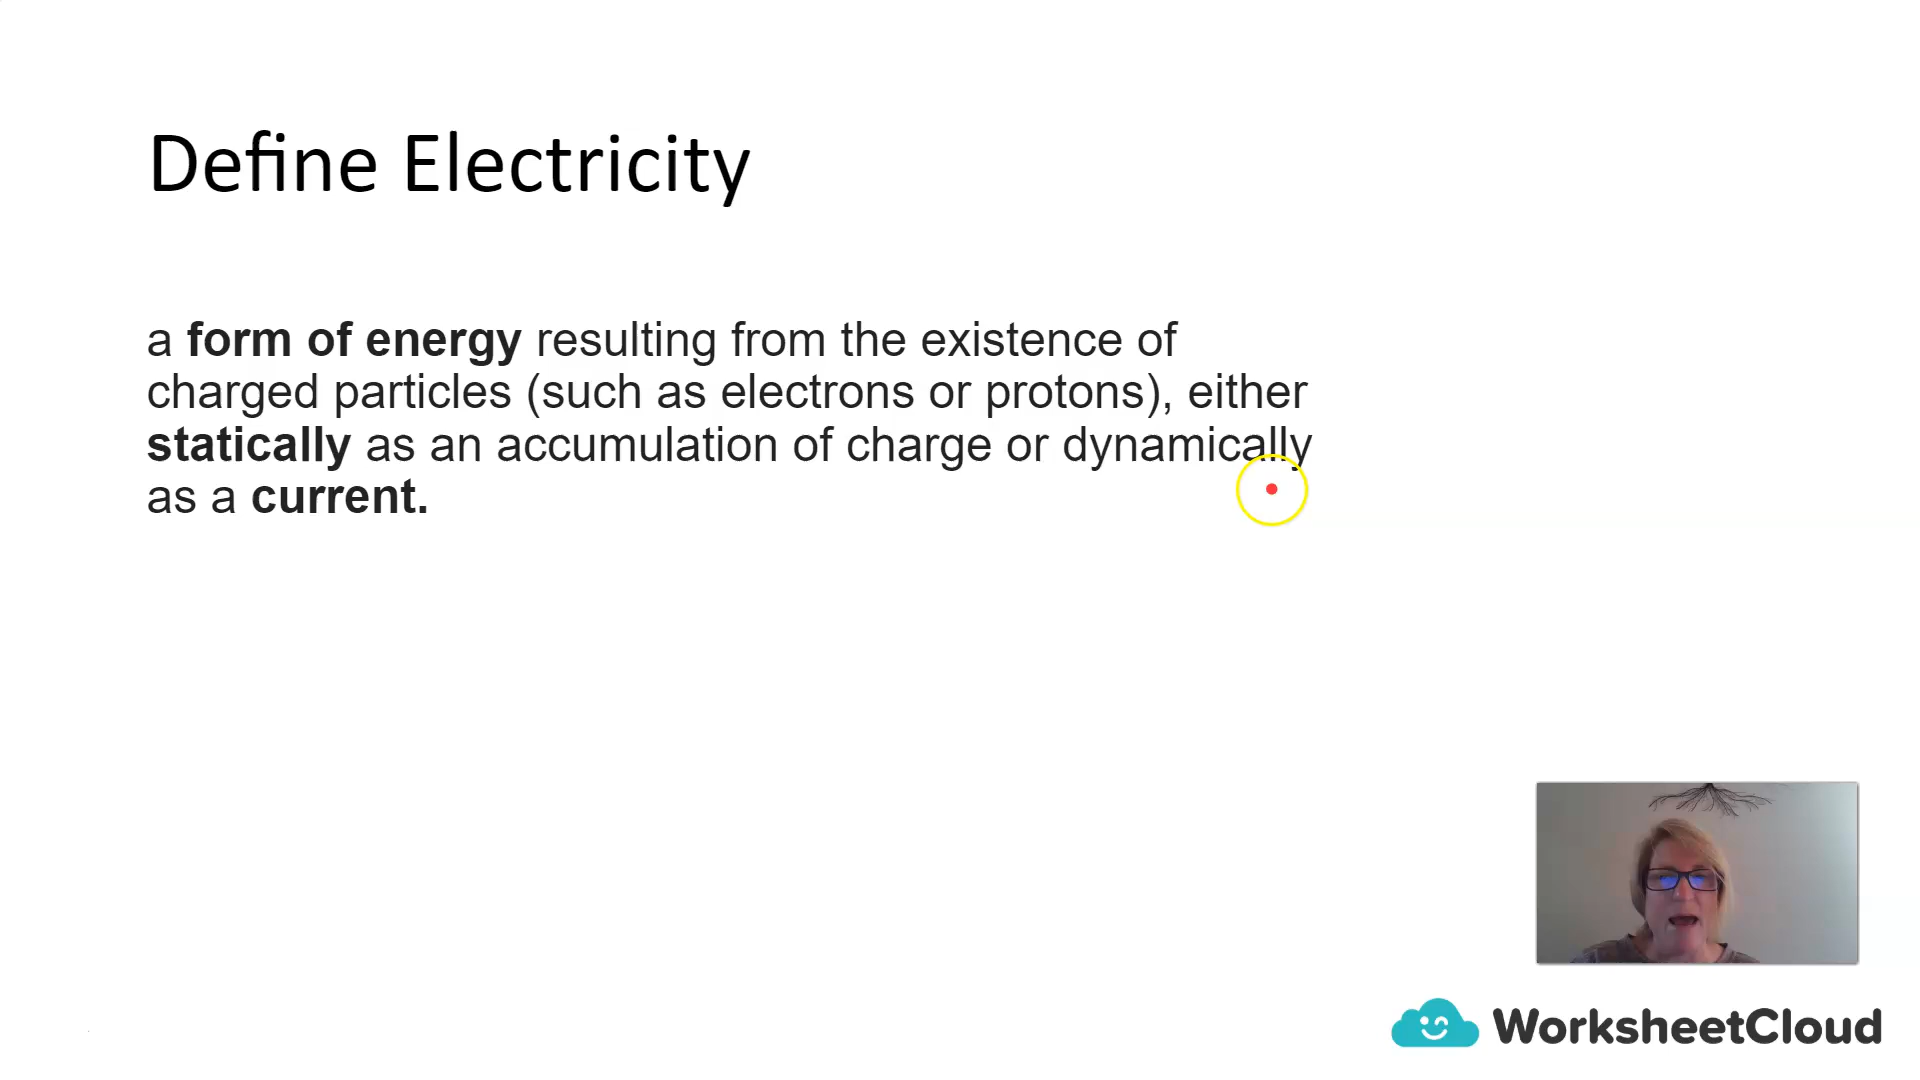 Define Electricity
a form of energy resulting from the existence of
charged particles (such as electrons or protons), either
statically as an accumulation of charge or dynamically
as a current.
WorksheetCloud